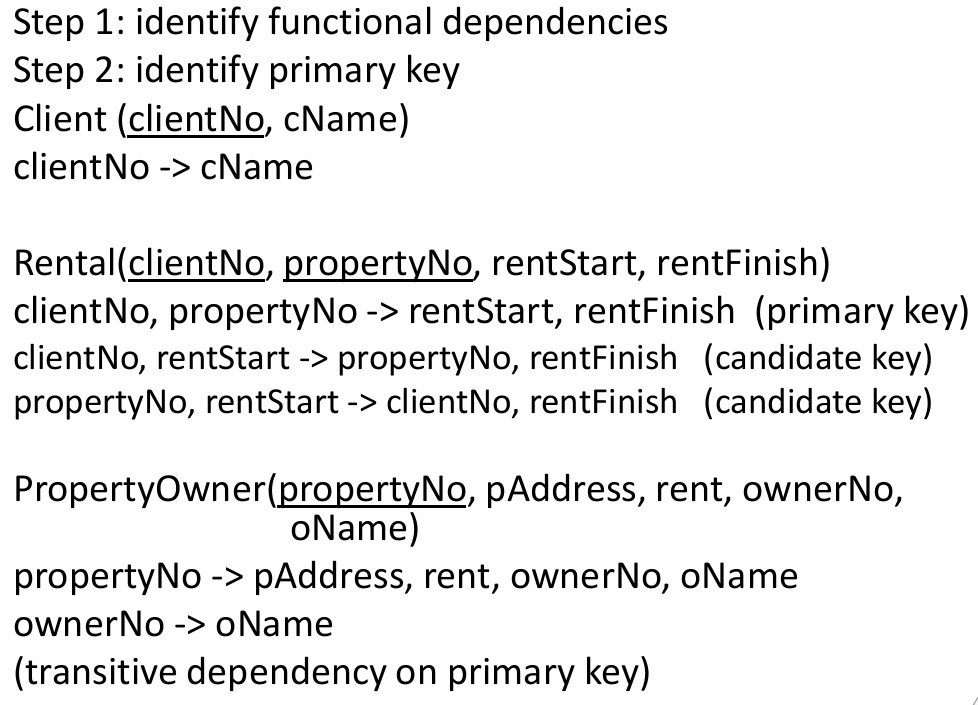 Step 1: identify functional dependencies
Step 2: identify primary key
Client (clientNo, cName)
clientNo -> cName
Rental(clientNo, propertyNo, rentStart, rentFinish)
clientNo, propertyNo -> rentStart, rentFinish (primary key)
clientNo, rentStart -> propertyNo, rentFinish (candidate key)
propertyNo, rentStart -> clientNo, rentFinish (candidate key)
PropertyOwner(propertyNo, pAddress, rent, ownerNo,
oName)
propertyNo -> pAddress, rent, ownerNo, oName
ownerNo -> oName
(transitive dependency on primary key)